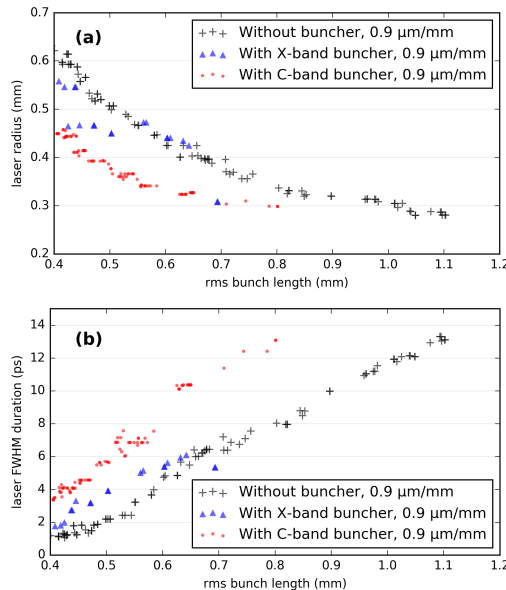 0.7
0.6
0.5
0.4
0.3
0.2
laser radius (mm)
(a)
Without buncher, 0.9 μm/mm
With X-band buncher, 0.9 μm/mm
With C-band buncher, 0.9 μm/mm
0.4 0.5 0.6 0.7 0.8 0.9 1.0 1.1 1.2
rms bunch length (mm)
14
12
10
8
6
4
2
0
laser FWHM duration (ps)
(b)
Without buncher, 0.9 μm/mm
With X-band buncher, 0.9 μm/mm
With C-band buncher, 0.9 μm/mm
0.4 0.5 0.6 0.7 0.8 0.9 1.0 1.1 1.2
rms bunch length (mm)